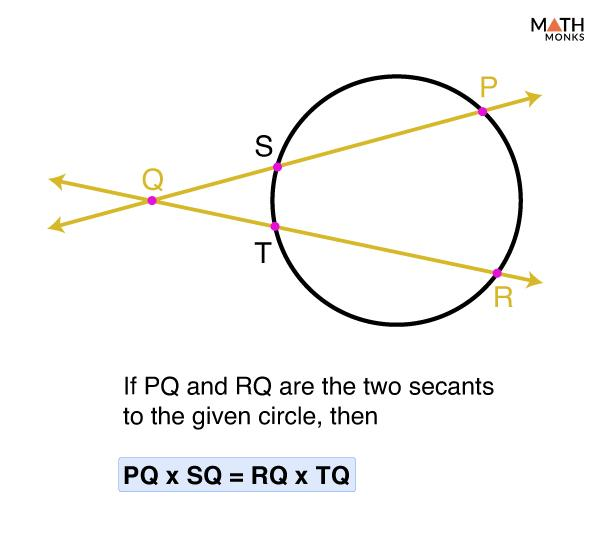 MATH
MONKS
P
S
Q
T
R
If PQ and RQ are the two secants
to the given circle, then
PQ x SQ = RQ x TQ